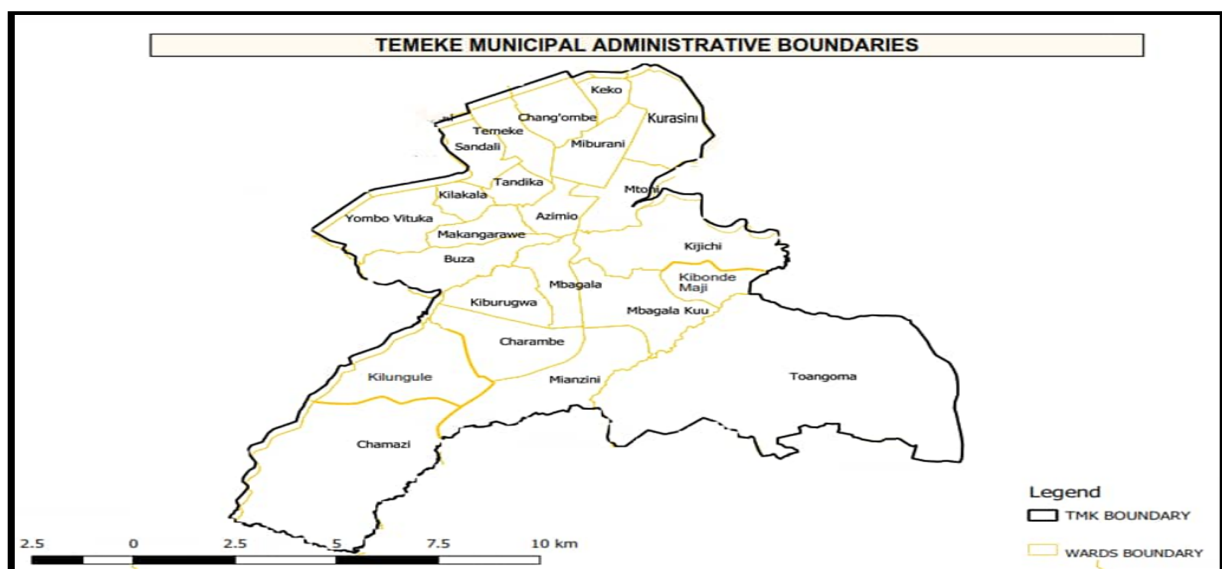 TEMEKE MUNICIPAL ADMINISTRATIVE BOUNDARIES
Keko
Chang'ombe
Kurasini
Temeke
Miburani
Sandali
Tandika
Mtoni
Kilakala
Yombo Vituka
Azimio
Makangarawe
Kijichi
Buza
Kibonde
Maji
Mbagala
Kiburugwa
Mbagala Kuu
Charambe
Kilungule
Mianzini
Toangoma
Chamazi
Legend
TMK BOUNDARY
WARDS BOUNDARY
2.5 0 2.5 5 7.5 10 km